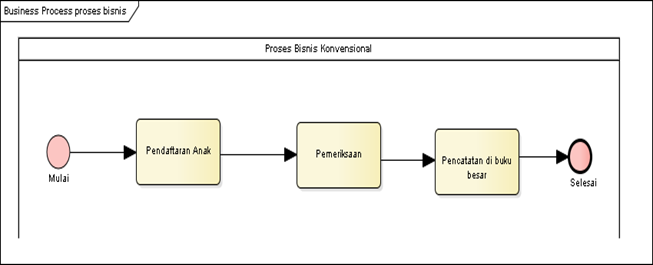 Business Process proses bisnis
Proses Bisnis Konvensional
Mulai
Pendaftaran Anak
Pemeriksaan
Pencatatan di buku
besar
Selesai